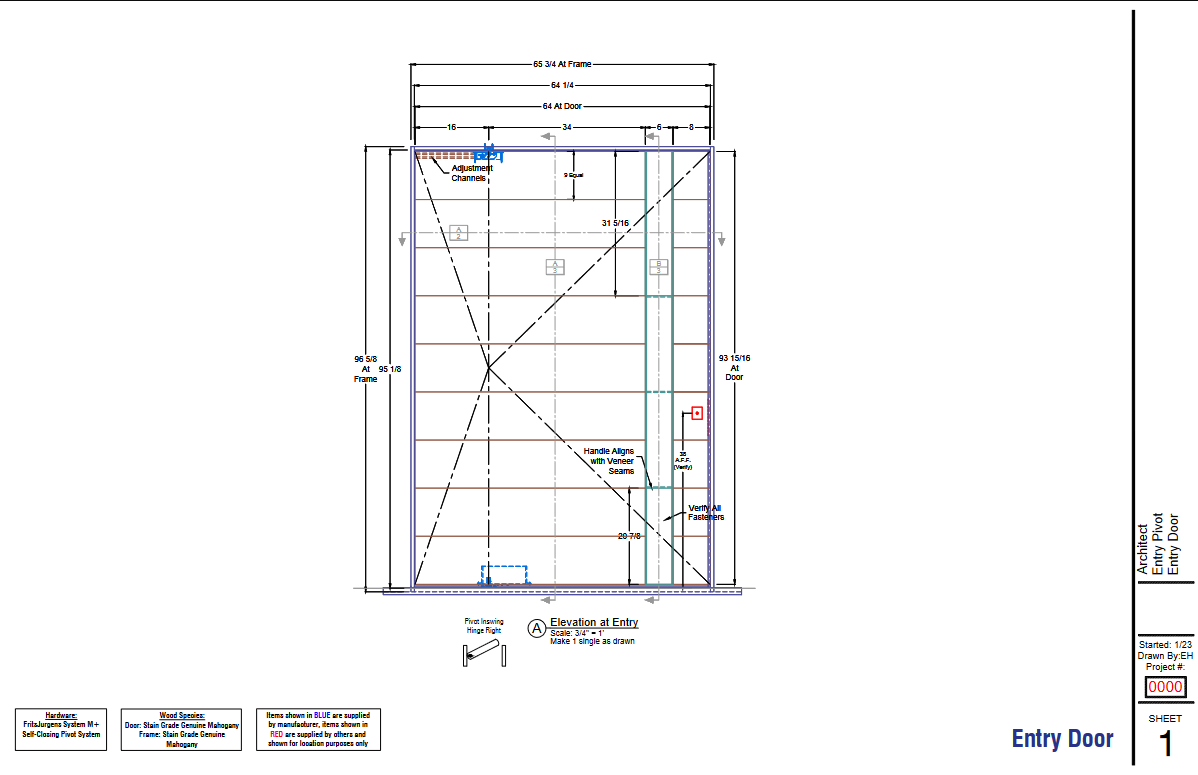 65 3/4 At Frame
64 1/4
64 At Door
16
34
6
8
Adjustment
Channels
9 Equal
31 5/16
A
2
A
3
B
3
96 5/8
At
Frame
95 1/8
93 15/16
At
Door
Handle Aligns
with Veneer
Seams
38
A.F.F.
(Verify)
Verify All
Fasteners
20 7/8
Pivot Inswing
Hinge Right
A
Elevation at Entry
Scale: 3/4" = 1'
Make 1 single as drawn
Hardware:
FritsJurgens System M+
Self-Closing Pivot System
Wood Species:
Door: Stain Grade Genuine Mahogany
Frame: Stain Grade Genuine
Mahogany
Items shown in BLUE are supplied
by manufacturer, items shown in
RED are supplied by others and
shown for location purposes only
Entry Door
Architect
Entry Pivot
Entry Door
Started: 1/23
Drawn By:EH
Project #:
0000
SHEET
1